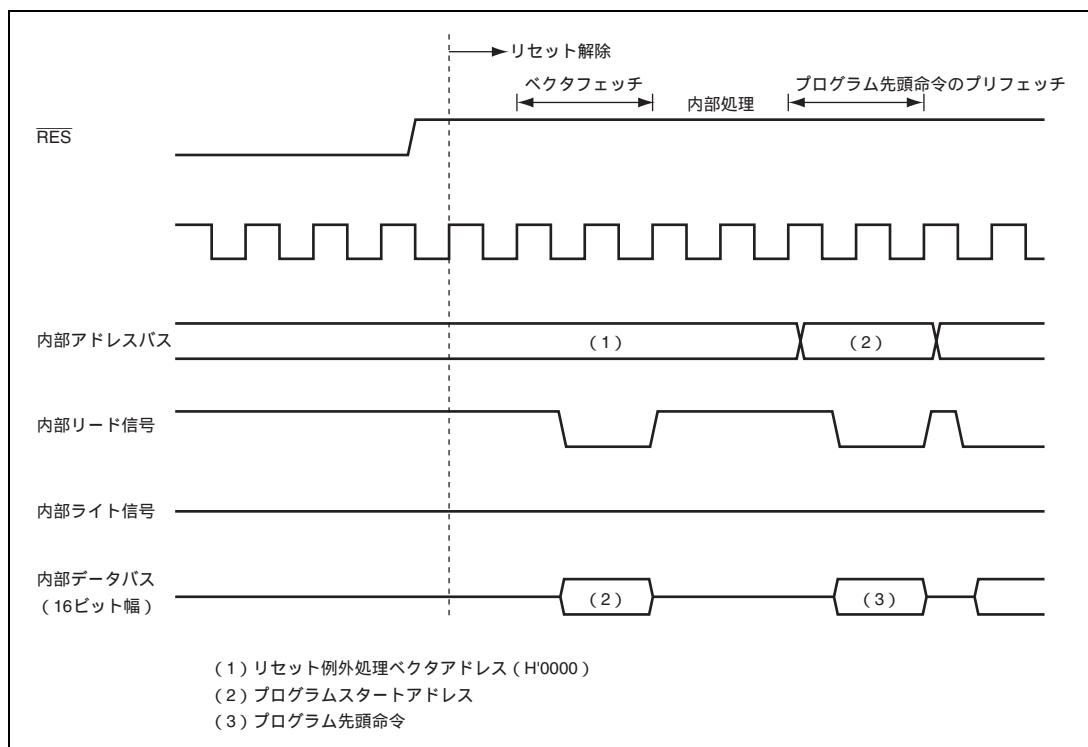 リセット解除
ベクタフェッチ
内部処理
プログラム先頭命令のプリフェッチ
RES
内部アドレスバス
（1）
（2）
内部リード信号
内部ライト信号
内部データバス
（16ビット幅）
（2）
（3）
（1）リセット例外処理ベクタアドレス（H'0000）
（2）プログラムスタートアドレス
（3）プログラム先頭命令